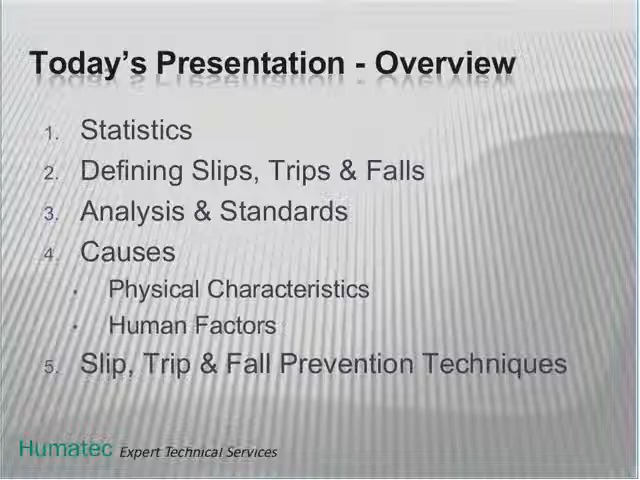 Today's Presentation - Overview
1. Statistics
2. Defining Slips, Trips & Falls
3. Analysis & Standards
4. Causes
• Physical Characteristics
• Human Factors
5. Slip, Trip & Fall Prevention Techniques
Humatec Expert Technical Services